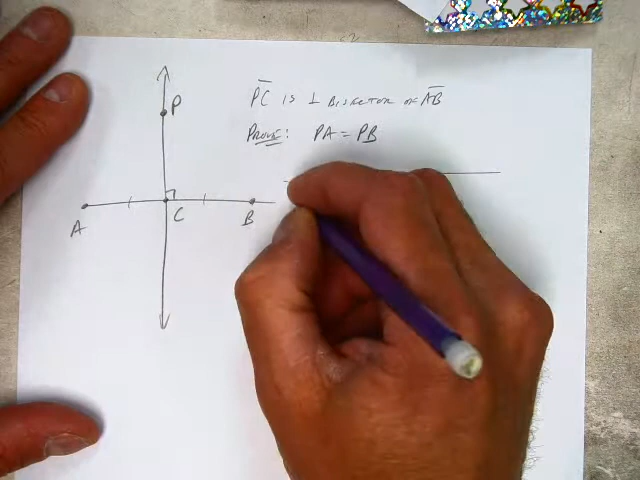 P
PC IS ⊥ BISECTOR OF AB
PROVE: PA = PB
A
C
B